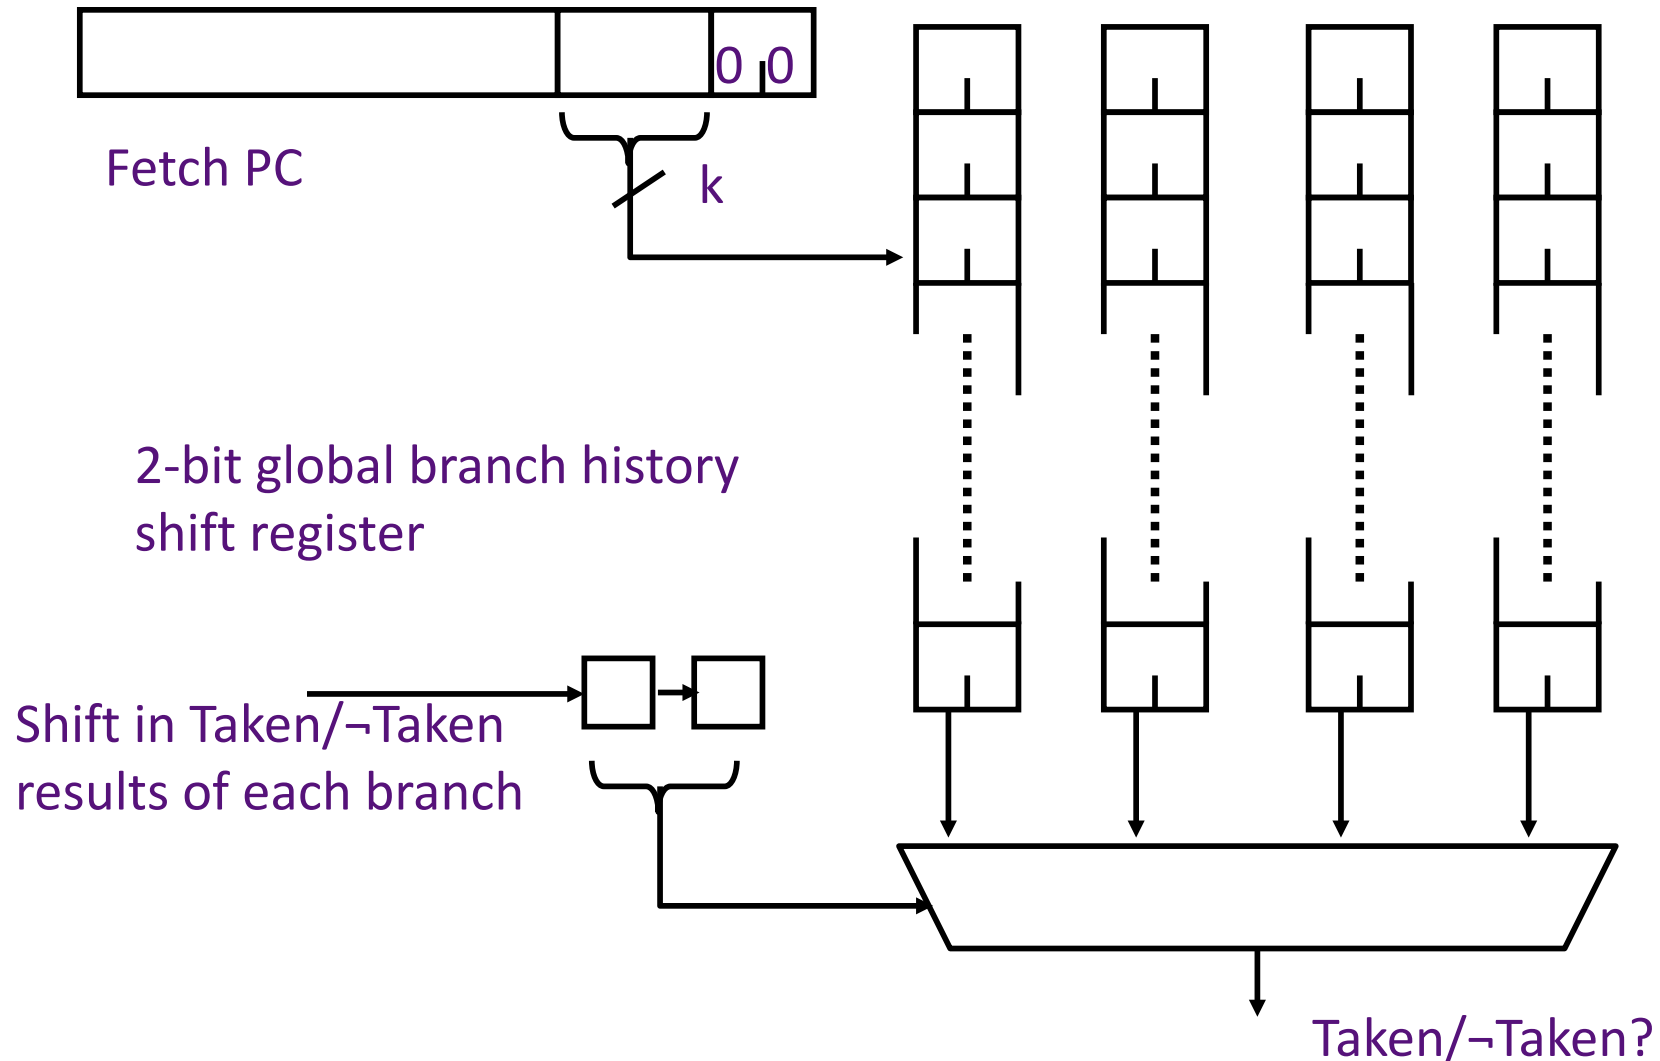 0 0
Fetch PC
k
2-bit global branch history
shift register
Shift in Taken/¬Taken
results of each branch
Taken/¬Taken?